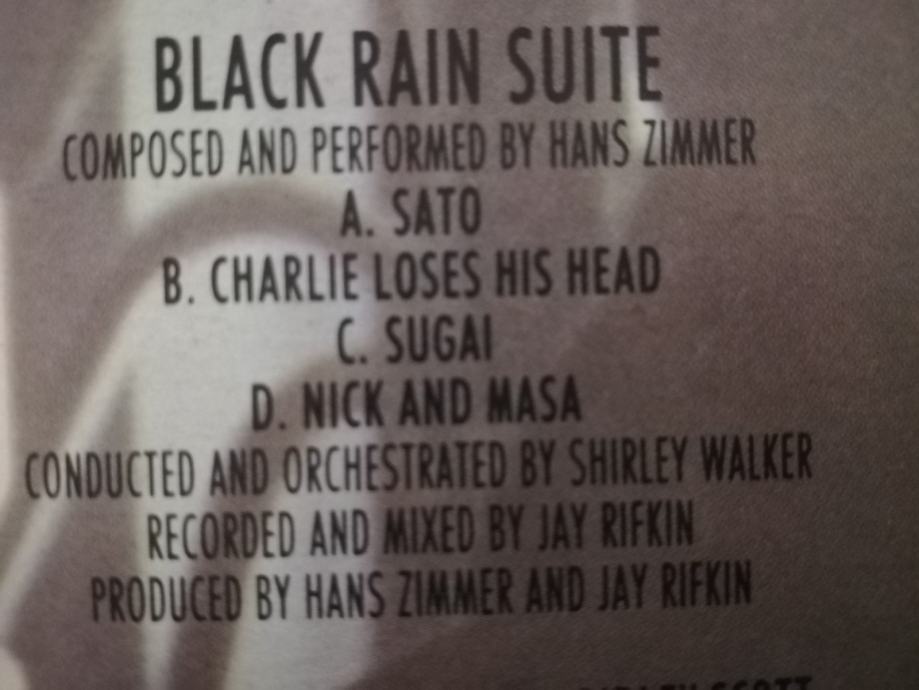 BLACK RAIN SUITE
COMPOSED AND PERFORMED BY HANS ZIMMER
A. SATO
B. CHARLIE LOSES HIS HEAD
C. SUGAI
D. NICK AND MASA
CONDUCTED AND ORCHESTRATED BY SHIRLEY WALKER
RECORDED AND MIXED BY JAY RIFKIN
PRODUCED BY HANS ZIMMER AND JAY RIFKIN